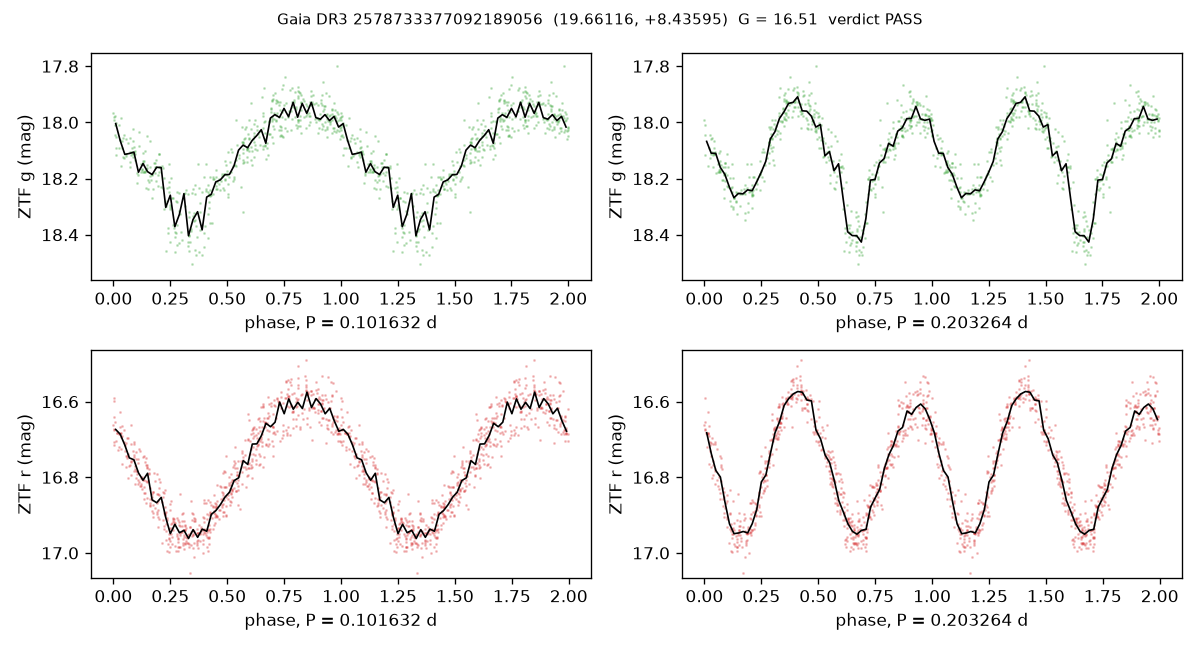 Gaia DR3 2578733377092189056  (19.66116, +8.43595)  G = 16.51  verdict PASS
ZTF g (mag)
17.8
18.0
18.2
18.4
0.00 0.25 0.50 0.75 1.00 1.25 1.50 1.75 2.00
phase, P = 0.101632 d
ZTF g (mag)
17.8
18.0
18.2
18.4
0.00 0.25 0.50 0.75 1.00 1.25 1.50 1.75 2.00
phase, P = 0.203264 d
ZTF r (mag)
16.6
16.8
17.0
0.00 0.25 0.50 0.75 1.00 1.25 1.50 1.75 2.00
phase, P = 0.101632 d
ZTF r (mag)
16.6
16.8
17.0
0.00 0.25 0.50 0.75 1.00 1.25 1.50 1.75 2.00
phase, P = 0.203264 d